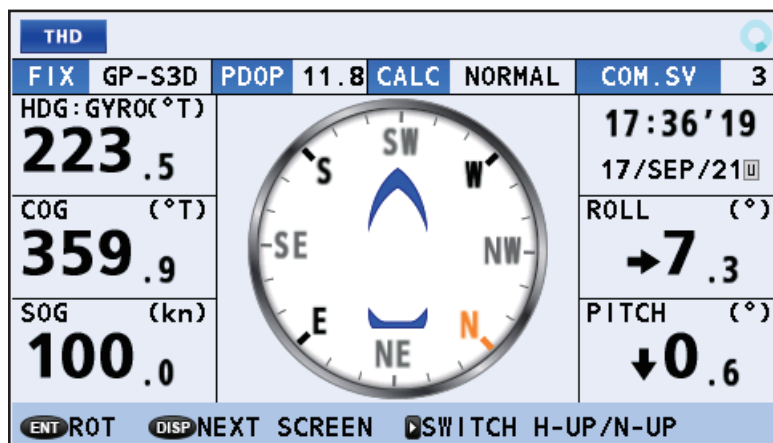 THD
FIX GP-S3D PDOP 11.8 CALC NORMAL COM.SV 3
HDG:GYRO(°T)
223.5
COG (°T)
359.9
SOG (kn)
100.0
SW
S W
SE NW
E N
NE
17:36'19
17/SEP/21 U
ROLL (°)
→7.3
PITCH (°)
↓0.6
ENT ROT DISP NEXT SCREEN ▶ SWITCH H-UP/N-UP